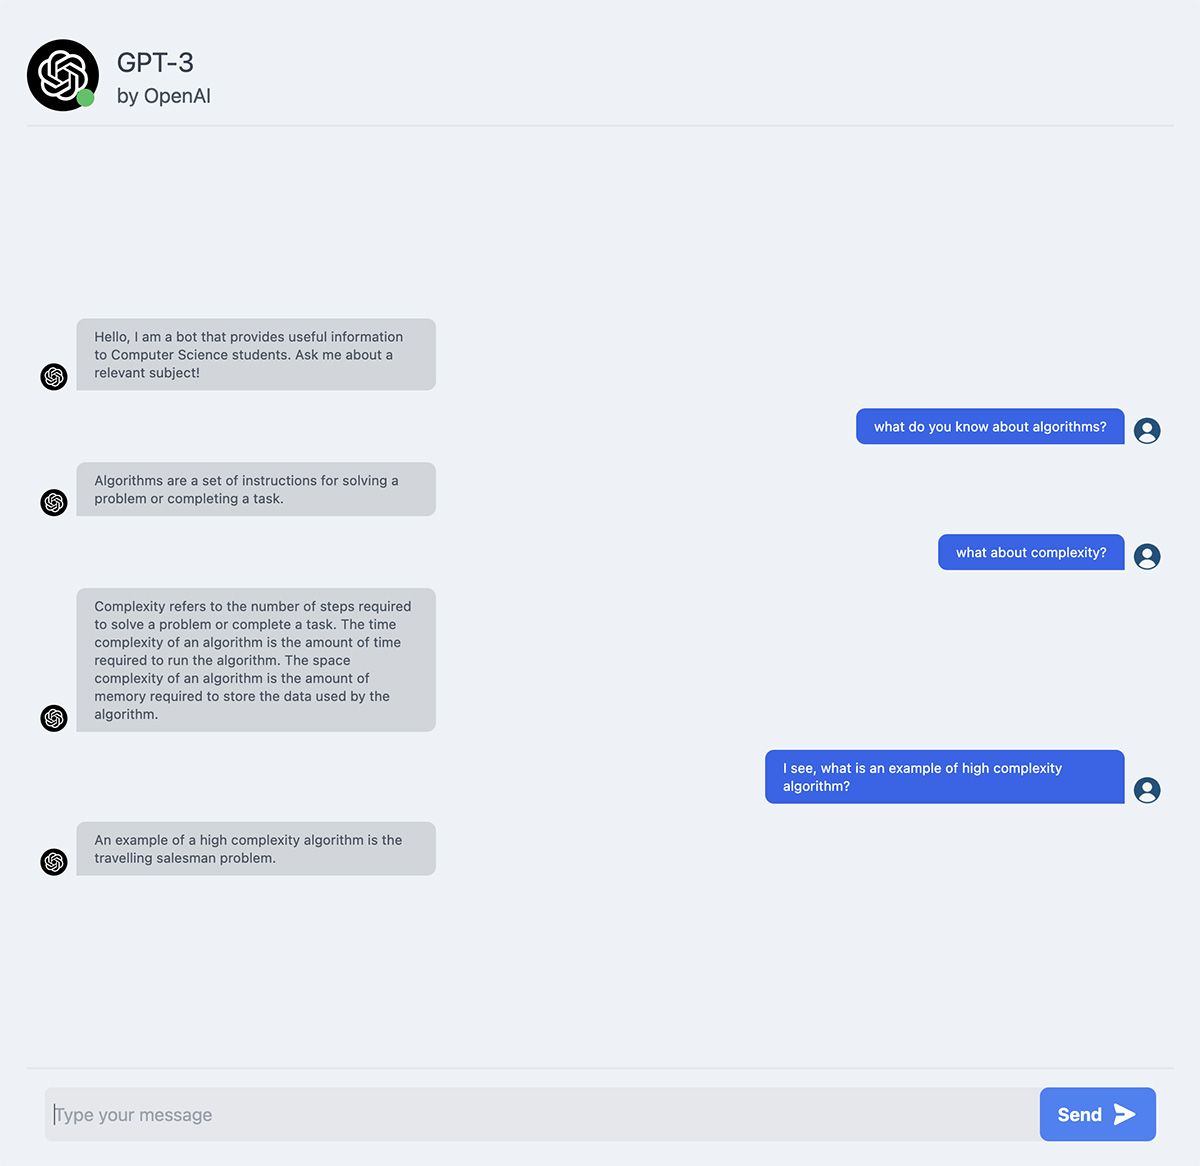 GPT-3
by OpenAI
Hello, I am a bot that provides useful information
to Computer Science students. Ask me about a
relevant subject!
what do you know about algorithms?
Algorithms are a set of instructions for solving a
problem or completing a task.
what about complexity?
Complexity refers to the number of steps required
to solve a problem or complete a task. The time
complexity of an algorithm is the amount of time
required to run the algorithm. The space
complexity of an algorithm is the amount of
memory required to store the data used by the
algorithm.
I see, what is an example of high complexity
algorithm?
An example of a high complexity algorithm is the
travelling salesman problem.
Type your message
Send